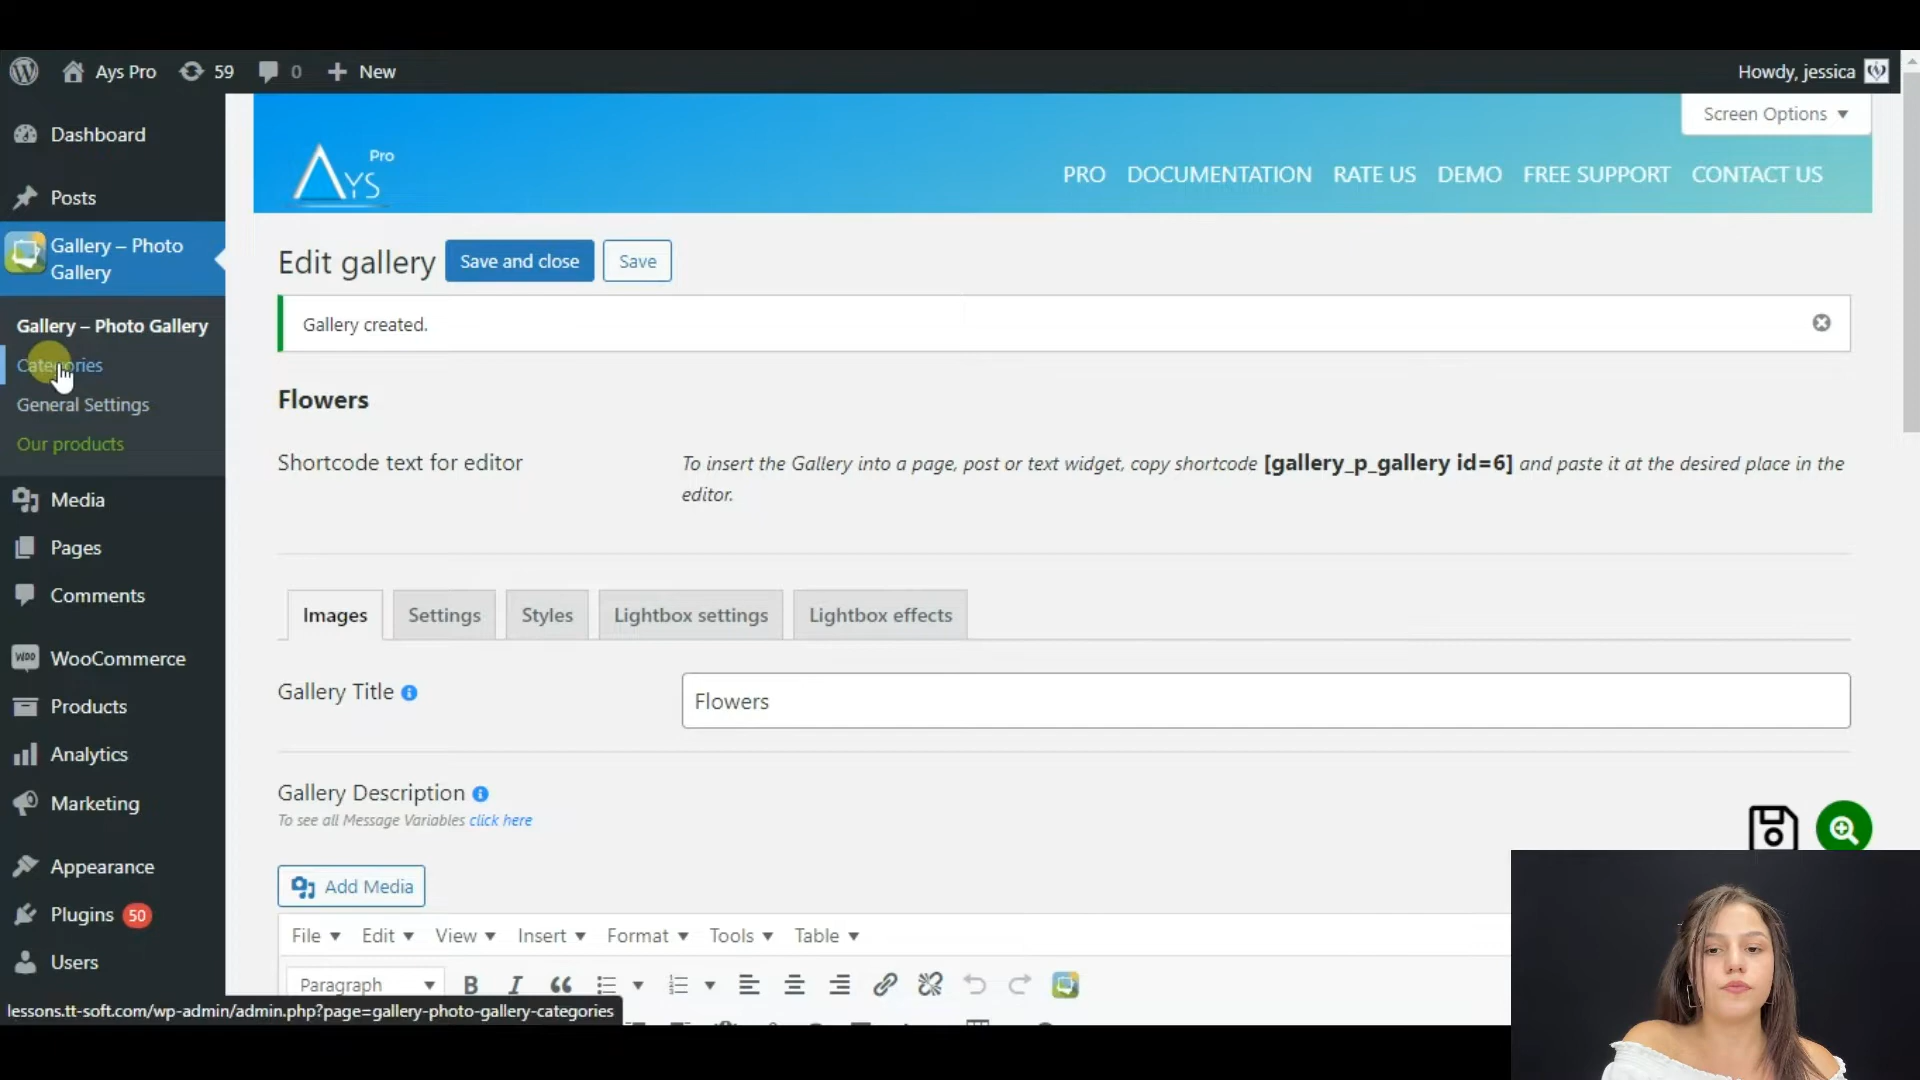 Ays Pro 59 0 New
Howdy, jessica
Screen Options
Pro
AYS
PRO DOCUMENTATION RATE US DEMO FREE SUPPORT CONTACT US
Dashboard
Posts
Gallery – Photo
Gallery
Gallery – Photo Gallery
Categories
General Settings
Our products
Media
Pages
Comments
WOO WooCommerce
Products
Analytics
Marketing
Appearance
Plugins 50
Users
Edit gallery Save and close Save
Gallery created.
Flowers
Shortcode text for editor
To insert the Gallery into a page, post or text widget, copy shortcode [gallery_p_gallery id=6] and paste it at the desired place in the
editor.
Images Settings Styles Lightbox settings Lightbox effects
Gallery Title
Flowers
Gallery Description
To see all Message Variables click here
Add Media
File Edit View Insert Format Tools Table
Paragraph B I
lessons.tt-soft.com/wp-admin/admin.php?page=gallery-photo-gallery-categories